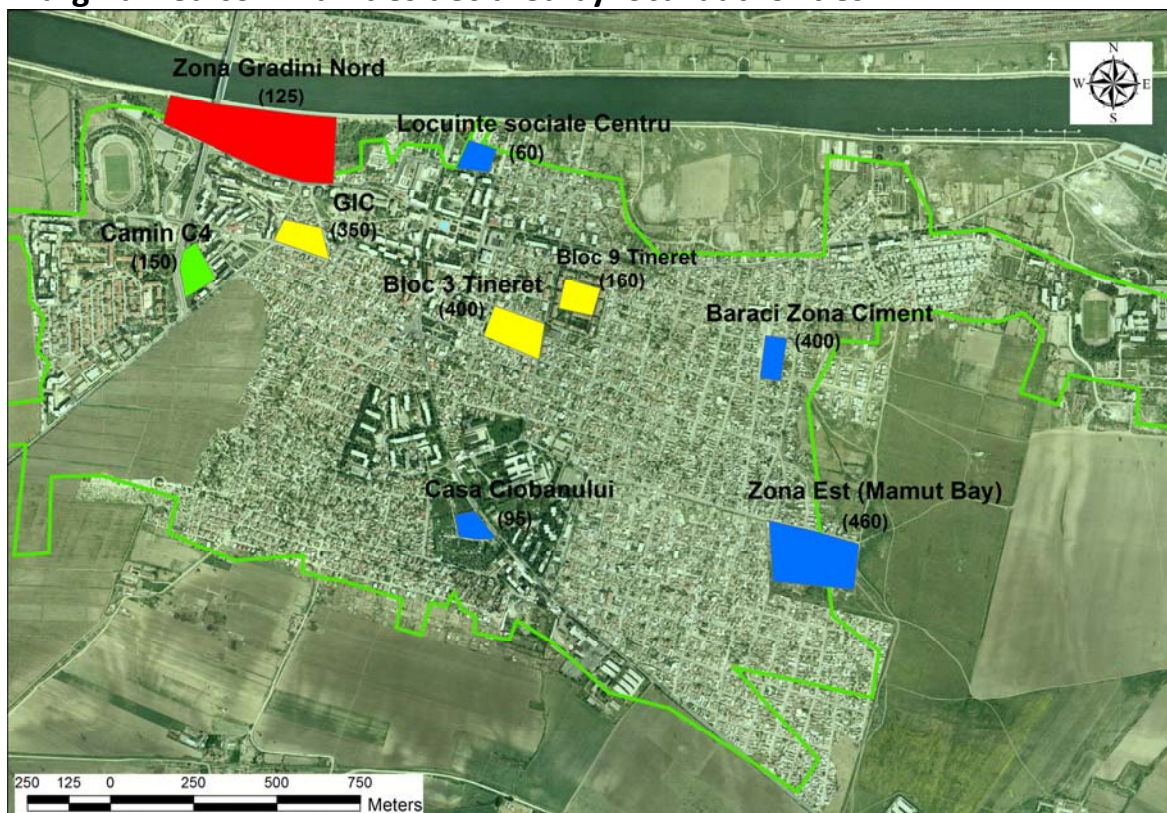 N
W E
S
Zona Gradini Nord
(125)
Locuinte sociale Centru
(60)
GIC
(350)
Camin C4
(150)
Bloc 9 Tineret
(160)
Bloc 3 Tineret
(400)
Baraci Zona Ciment
(400)
Casa Ciobanului
(95)
Zona Est (Mamut Bay)
(460)
250 125 0 250 500 750
Meters